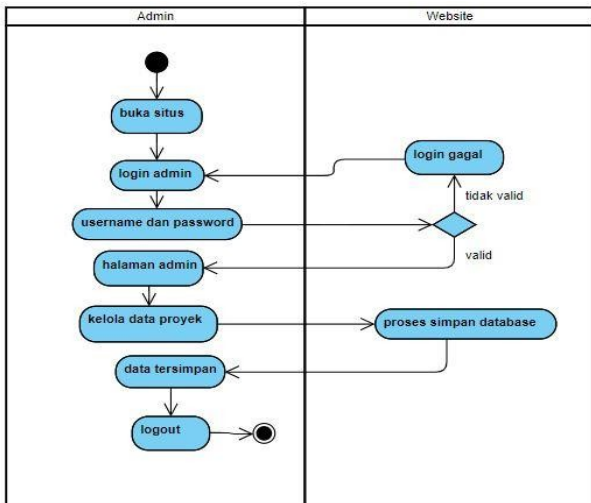 Admin
Website
buka situs
login admin
login gagal
tidak valid
username dan password
valid
halaman admin
kelola data proyek
proses simpan database
data tersimpan
logout